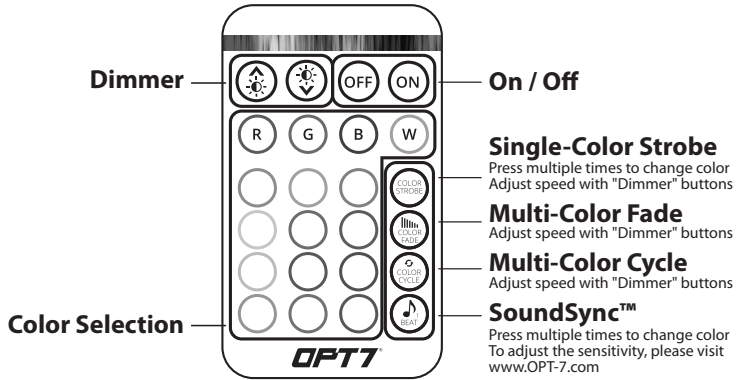 Dimmer
OFF
ON
On / Off
R
G
B
W
Single-Color Strobe
Press multiple times to change color
Adjust speed with "Dimmer" buttons
COLOR
STROBE
Multi-Color Fade
Adjust speed with "Dimmer" buttons
COLOR
FADE
Multi-Color Cycle
Adjust speed with "Dimmer" buttons
COLOR
CYCLE
SoundSync™
Press multiple times to change color
To adjust the sensitivity, please visit
www.OPT-7.com
BEAT
Color Selection
OPT7®